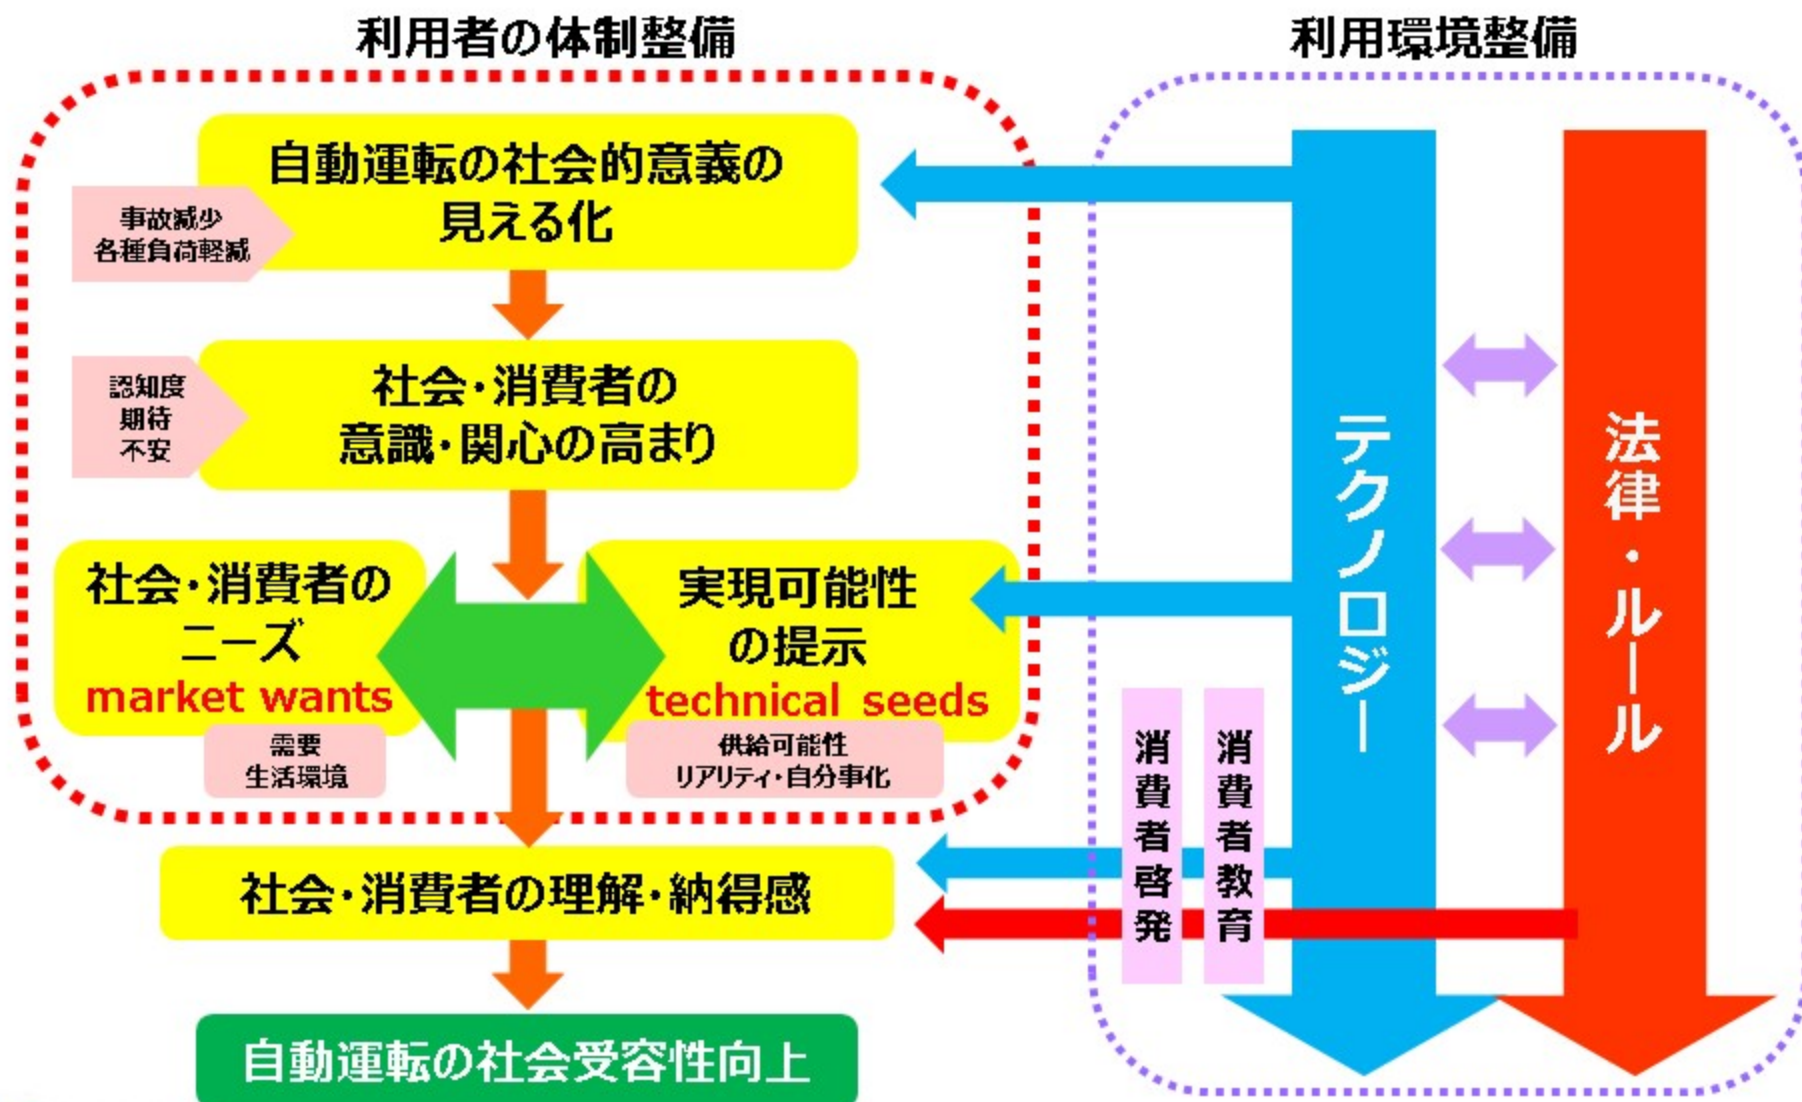 利用者の体制整備
自動運転の社会的意義の
見える化
事故減少
各種負荷軽減
社会・消費者の
意識・関心の高まり
認知度
期待
不安
社会・消費者の
ニーズ
market wants
需要
生活環境
実現可能性
の提示
technical seeds
供給可能性
リアリティ・自分事化
社会・消費者の理解・納得感
自動運転の社会受容性向上
利用環境整備
消費者啓発
消費者教育
テクノロジー
法律・ルール